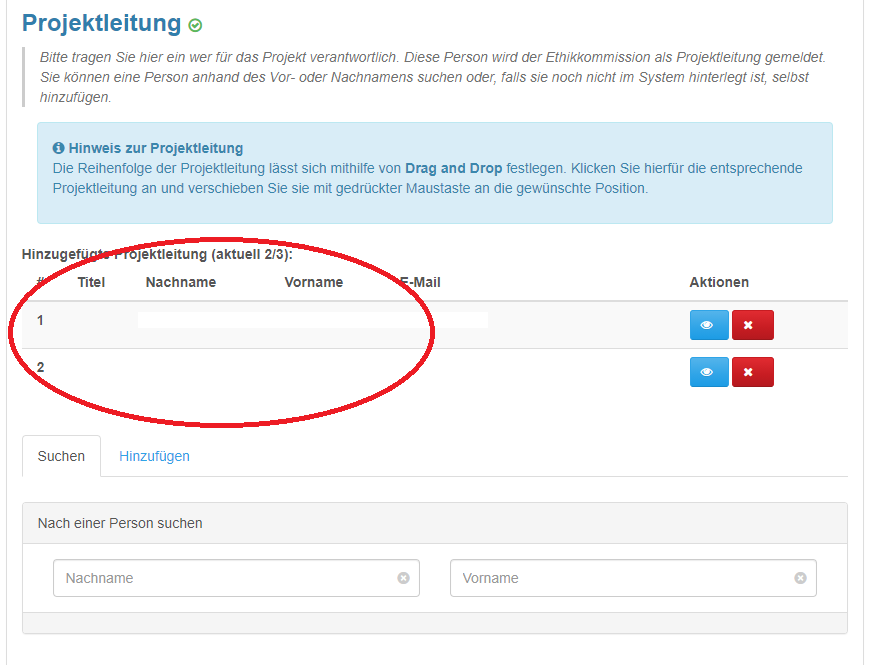 Projektleitung
Bitte tragen Sie hier ein wer für das Projekt verantwortlich. Diese Person wird der Ethikkommission als Projektleitung gemeldet.
Sie können eine Person anhand des Vor- oder Nachnamens suchen oder, falls sie noch nicht im System hinterlegt ist, selbst
hinzufügen.
Hinweis zur Projektleitung
Die Reihenfolge der Projektleitung lässt sich mithilfe von Drag and Drop festlegen. Klicken Sie hierfür die entsprechende
Projektleitung an und verschieben Sie sie mit gedrückter Maustaste an die gewünschte Position.
Hinzugefügte Projektleitung (aktuell 2/3):
# Titel Nachname Vorname E-Mail Aktionen
1
2
Suchen Hinzufügen
Nach einer Person suchen
Nachname Vorname